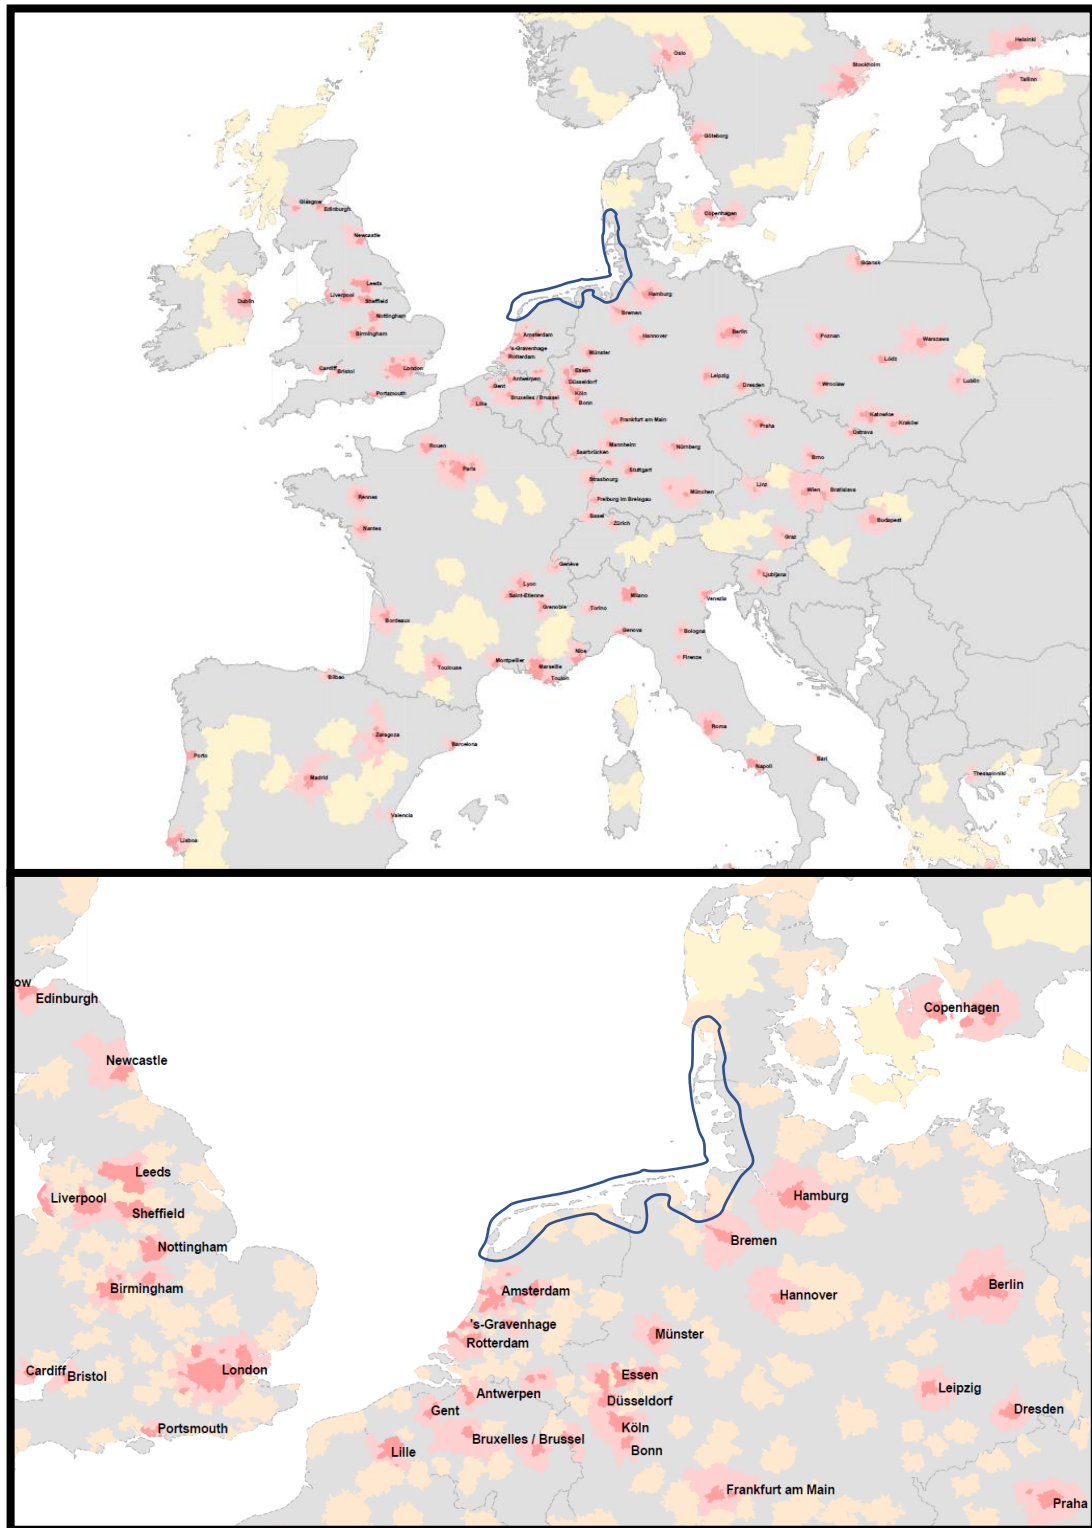 Oslo
Helsinki
Stockholm
Tallinn
Göteborg
Glasgow
Edinburgh
Copenhagen
Newcastle
Gdansk
Leeds
Liverpool
Sheffield
Dublin
Hamburg
Bremen
Nottingham
Birmingham
Amsterdam
Hannover
Berlin
Poznan
Warszawa
's-Gravenhage
Rotterdam
Münster
Lódz
Cardiff
Bristol
London
Essen
Antwerpen
Düsseldorf
Leipzig
Dresden
Wroclaw
Lublin
Gent
Portsmouth
Bruxelles / Brussel
Köln
Bonn
Lille
Frankfurt am Main
Praha
Katowice
Kraków
Ostrava
Rouen
Mannheim
Nürnberg
Saarbrücken
Brno
Paris
Stuttgart
Strasbourg
Linz
Wien
Bratislava
München
Rennes
Freiburg im Breisgau
Basel
Zürich
Budapest
Nantes
Graz
Genève
Ljubljana
Lyon
Saint-Etienne
Milano
Venezia
Grenoble
Torino
Bordeaux
Genova
Bologna
Nice
Firenze
Montpellier
Marseille
Toulouse
Toulon
Bilbao
Roma
Zaragoza
Barcelona
Porto
Bari
Napoli
Madrid
Thessaloniki
Valencia
Lisboa
ow
Edinburgh
Copenhagen
Newcastle
Leeds
Liverpool
Hamburg
Sheffield
Bremen
Nottingham
Birmingham
Amsterdam
Hannover
Berlin
's-Gravenhage
Rotterdam
Münster
Cardiff
Bristol
London
Essen
Antwerpen
Düsseldorf
Leipzig
Gent
Dresden
Portsmouth
Köln
Bruxelles / Brussel
Lille
Bonn
Frankfurt am Main
Praha